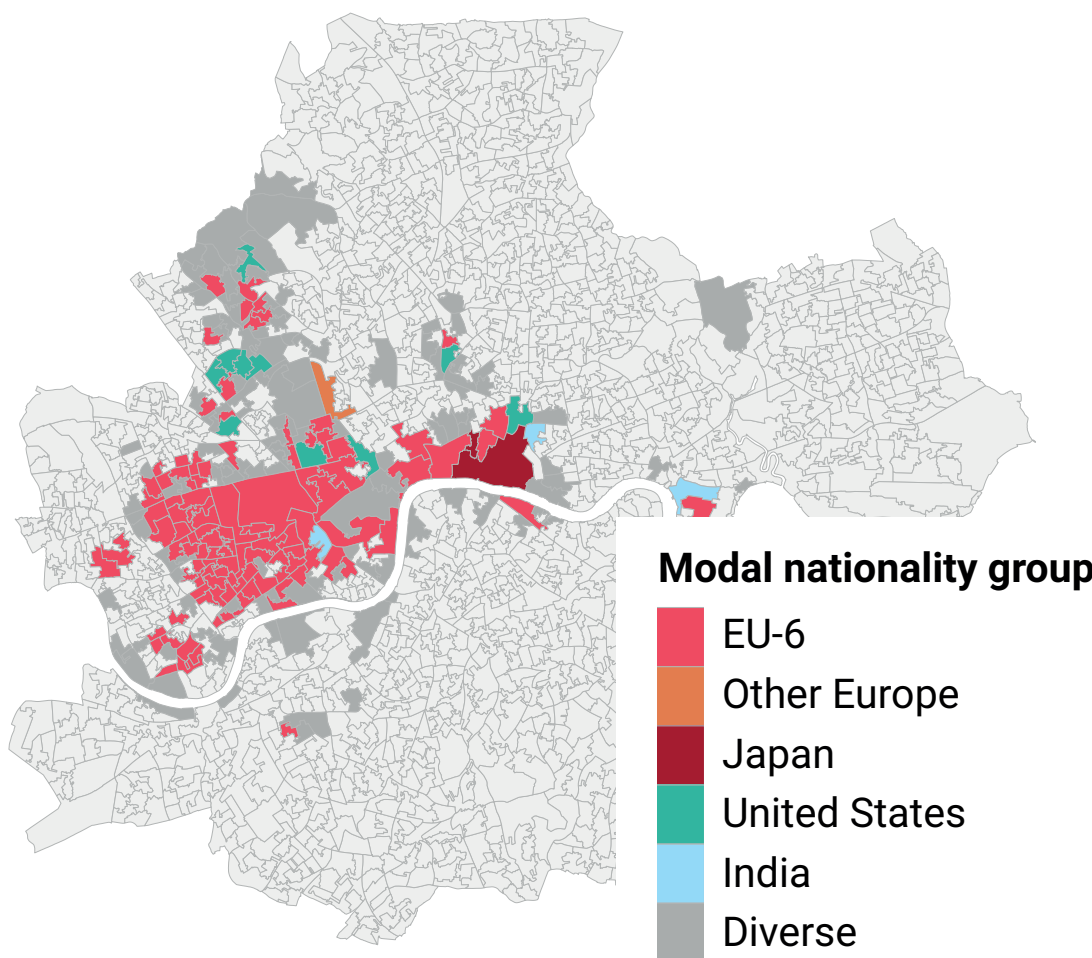 Modal nationality group
EU-6
Other Europe
Japan
United States
India
Diverse